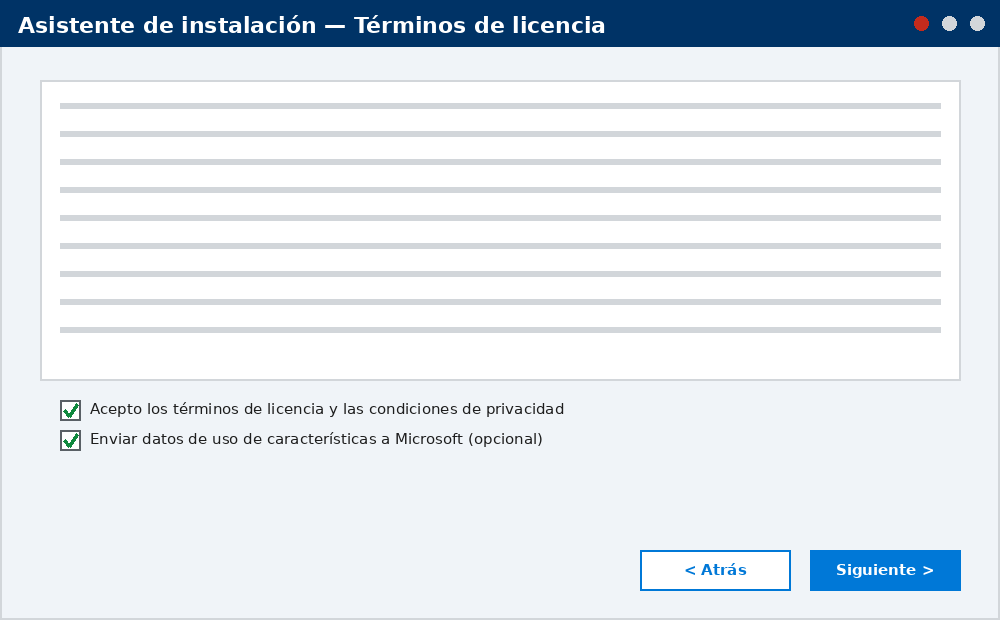 Asistente de instalación — Términos de licencia
Acepto los términos de licencia y las condiciones de privacidad
Enviar datos de uso de características a Microsoft (opcional)
< Atrás
Siguiente >